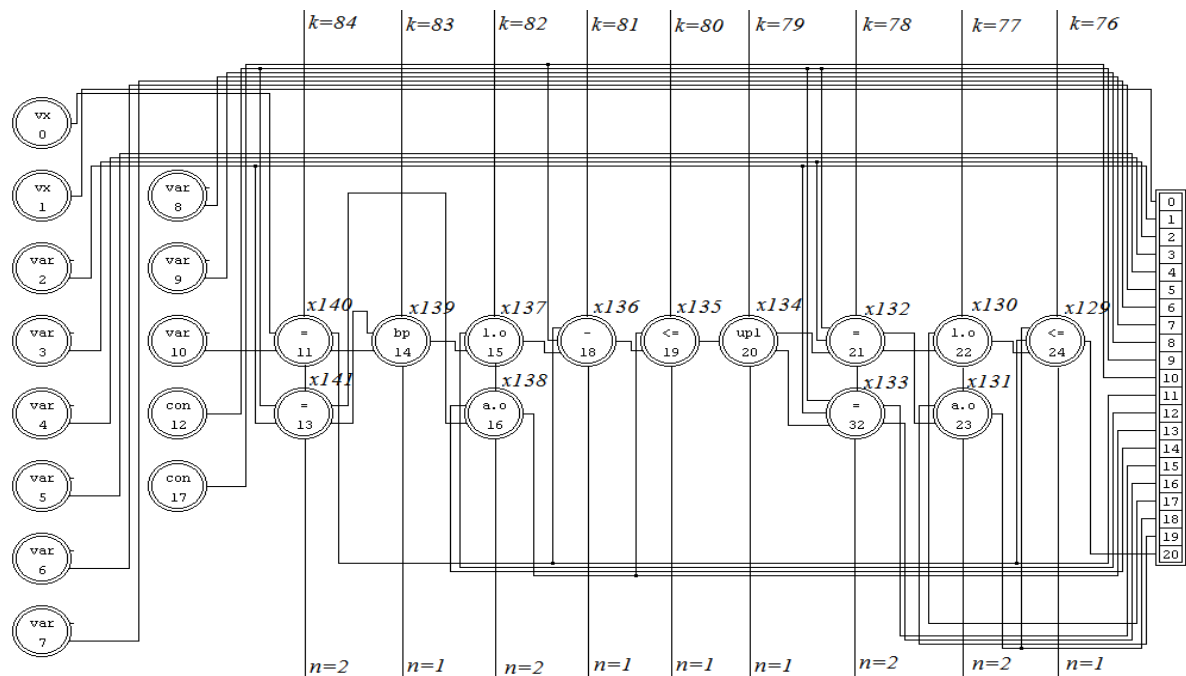 k=84 k=83 k=82 k=81 k=80 k=79 k=78 k=77 k=76
vx
0
vx
1
var
8
var
2
var
9
var
3
var
10
var
4
con
12
var
5
con
17
var
6
var
7
x140 x139 x137 x136 x135 x134 x132 x130 x129
= bp l.o - <= upl = l.o <=
11 14 15 18 19 20 21 22 24
x141 x138 x133 x131
= a.o = a.o
13 16 32 23
0
1
2
3
4
5
6
7
8
9
10
11
12
13
14
15
16
17
18
19
20
n=2 n=1 n=2 n=1 n=1 n=1 n=2 n=2 n=1